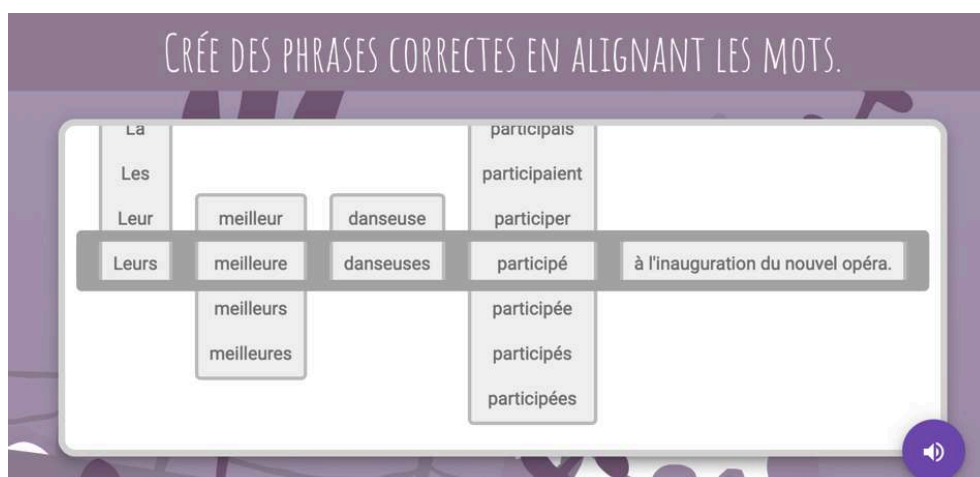 CRÉE DES PHRASES CORRECTES EN ALIGNANT LES MOTS.
La participais
Les participaient
Leur meilleur danseuse participer
Leurs meilleure danseuses participé à l'inauguration du nouvel opéra.
meilleurs participée
meilleures participés
participées